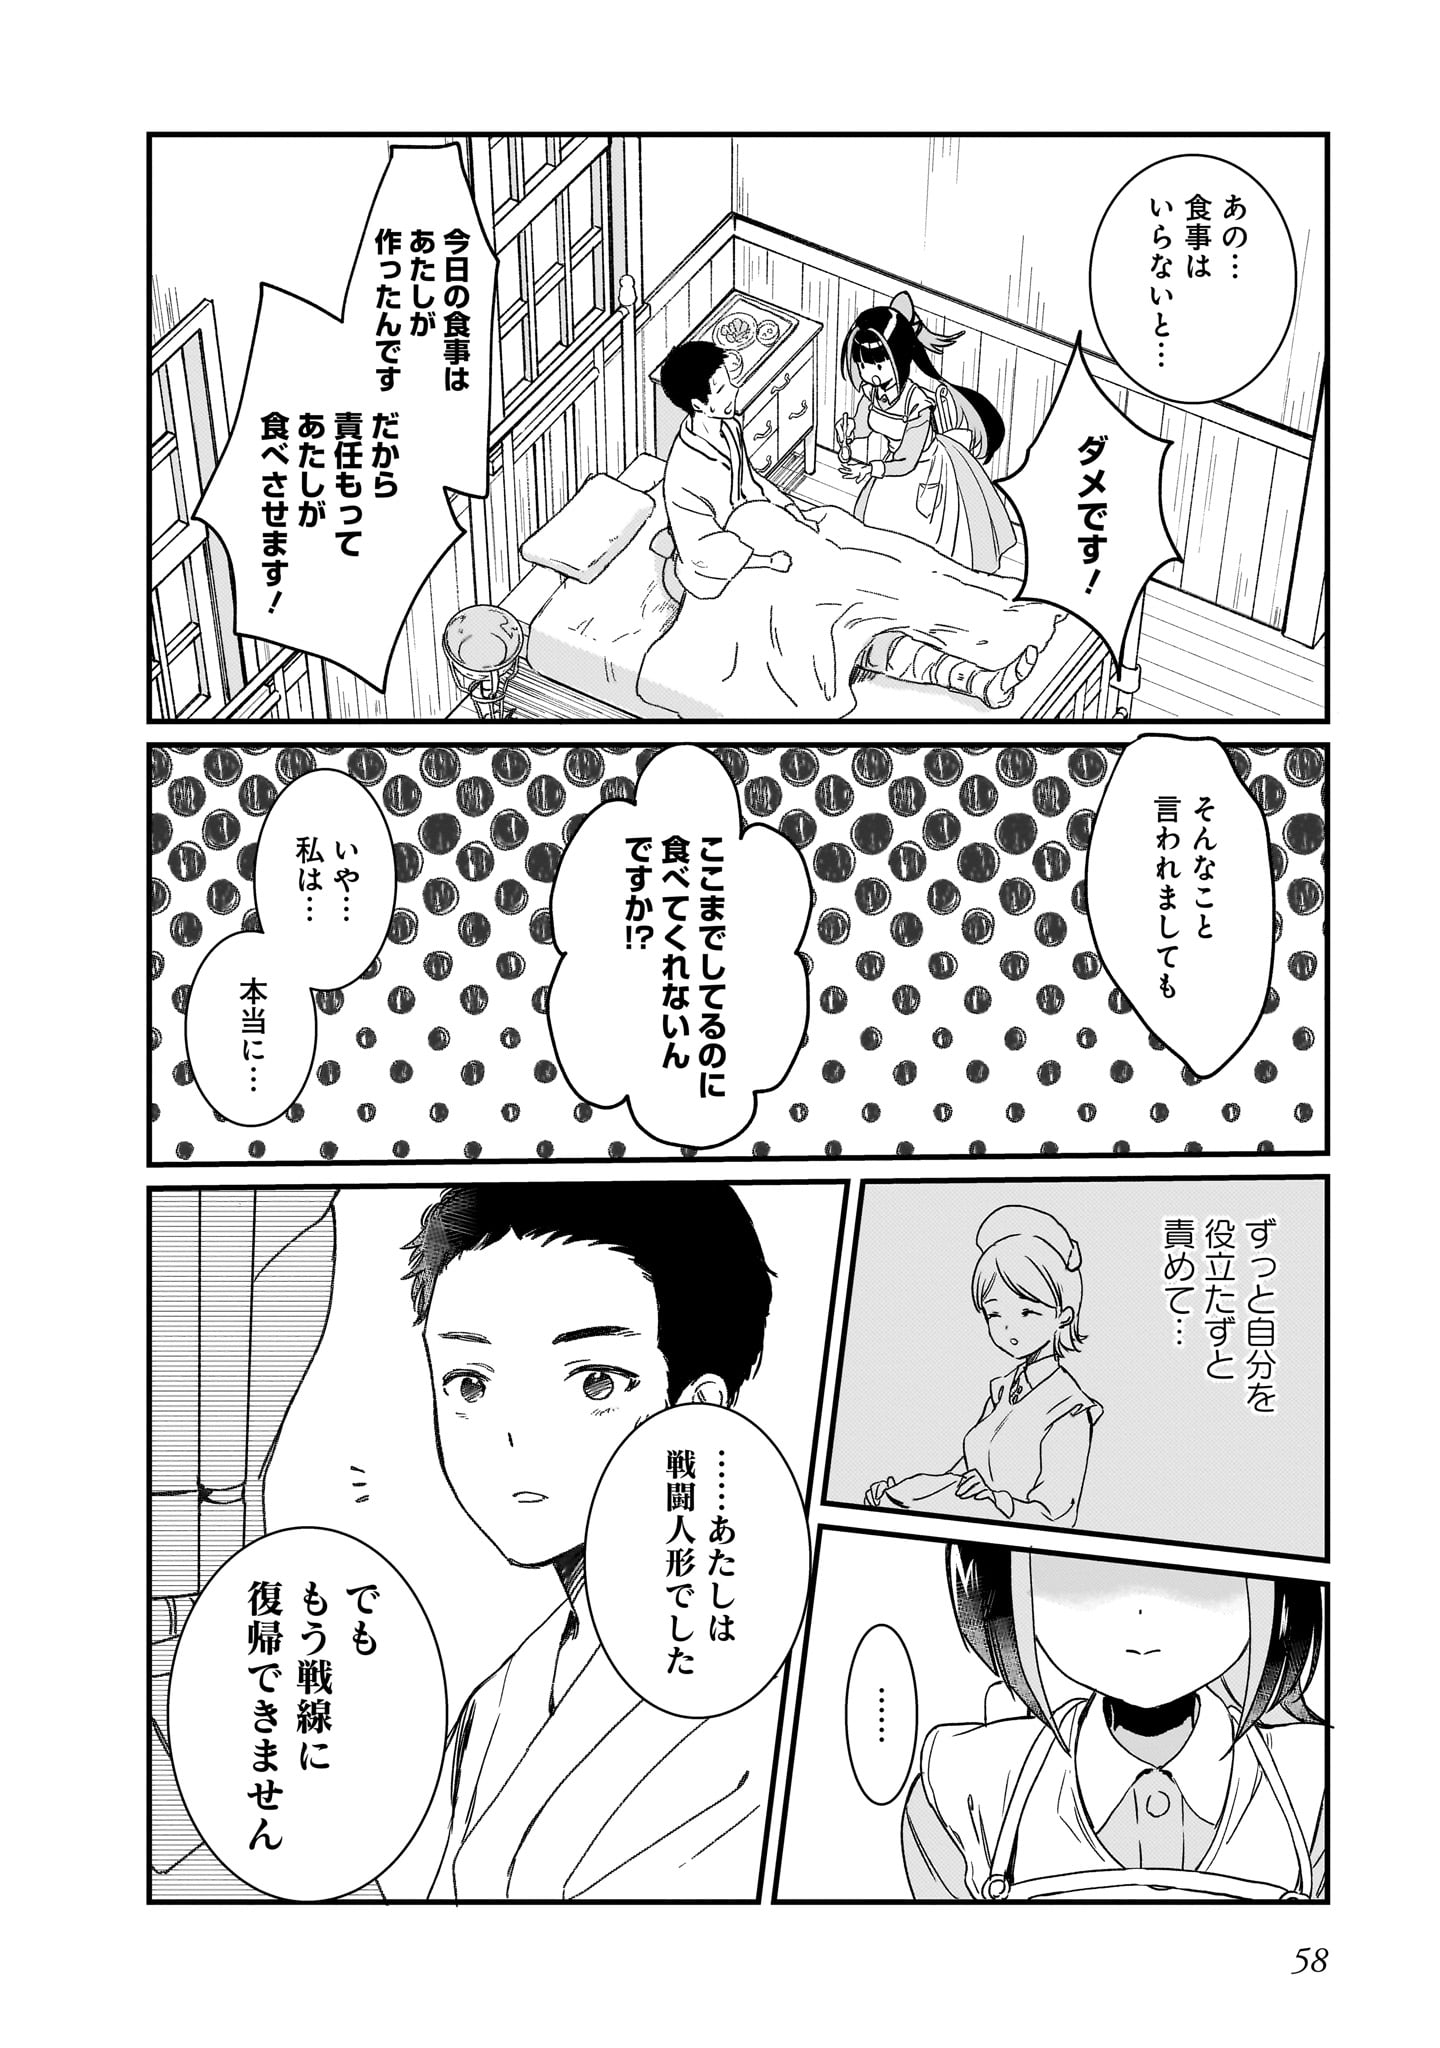 あの…
食事は
いらないと…
ダメです！
今日の食事は
あたしが
作ったんです
だから
責任もって
あたしが
食べさせます！
そんなこと
言われましても
ここまでしてるのに
食べてくれないん
ですか!?
いや…
私は…
本当に…
ずっと自分を
役立たずと
責めて…
……
……あたしは
戦闘人形でした
でも
もう戦線に
復帰できません
58